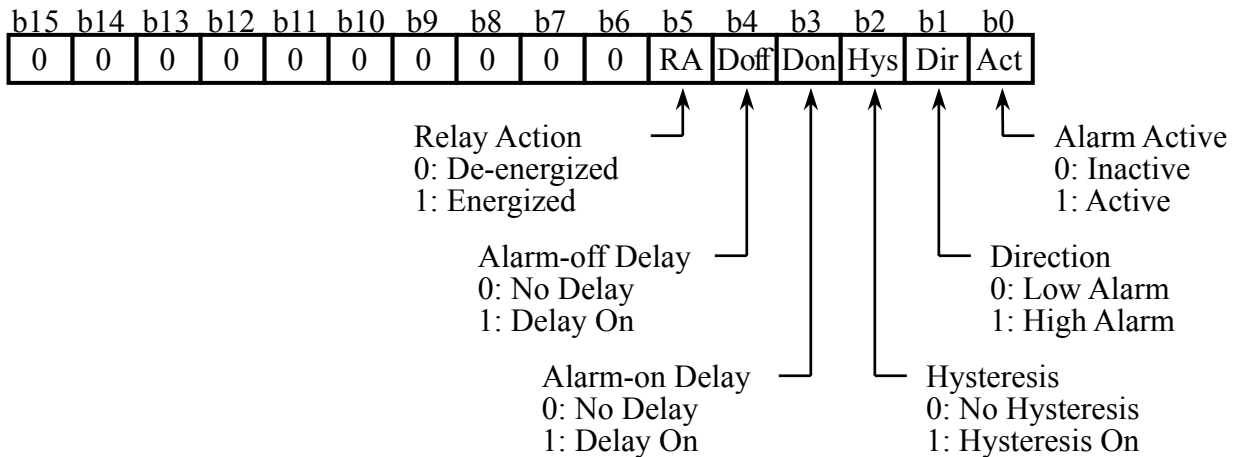 b15 b14 b13 b12 b11 b10 b9 b8 b7 b6 b5 b4 b3 b2 b1 b0
0 0 0 0 0 0 0 0 0 0 RA Doff Don Hys Dir Act
Relay Action
0: De-energized
1: Energized
Alarm Active
0: Inactive
1: Active
Alarm-off Delay
0: No Delay
1: Delay On
Direction
0: Low Alarm
1: High Alarm
Alarm-on Delay
0: No Delay
1: Delay On
Hysteresis
0: No Hysteresis
1: Hysteresis On